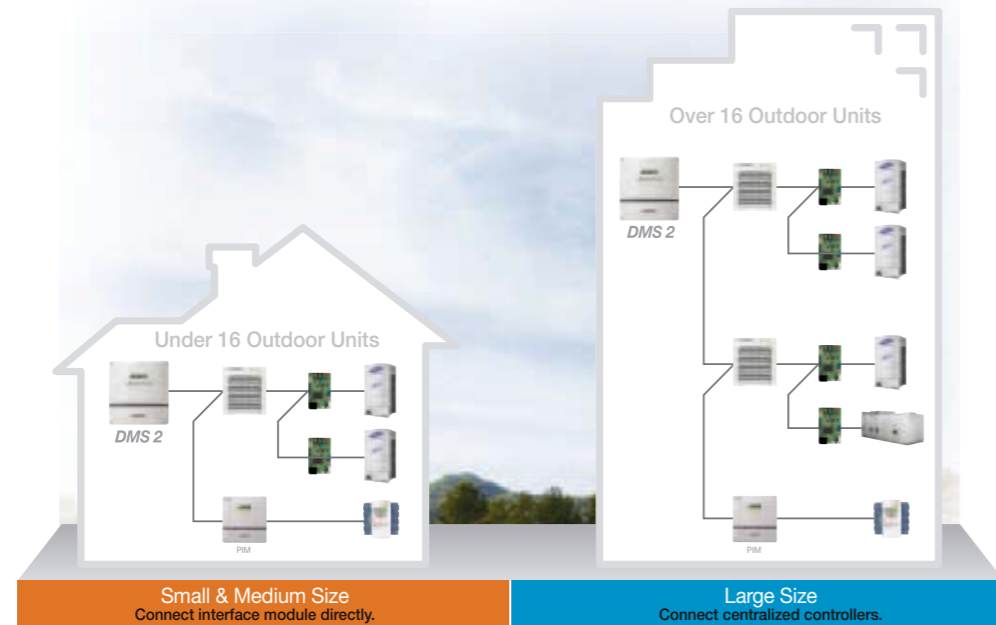 Over 16 Outdoor Units
DMS 2
Under 16 Outdoor Units
DMS 2
PIM
PIM
Small & Medium Size
Connect interface module directly.
Large Size
Connect centralized controllers.